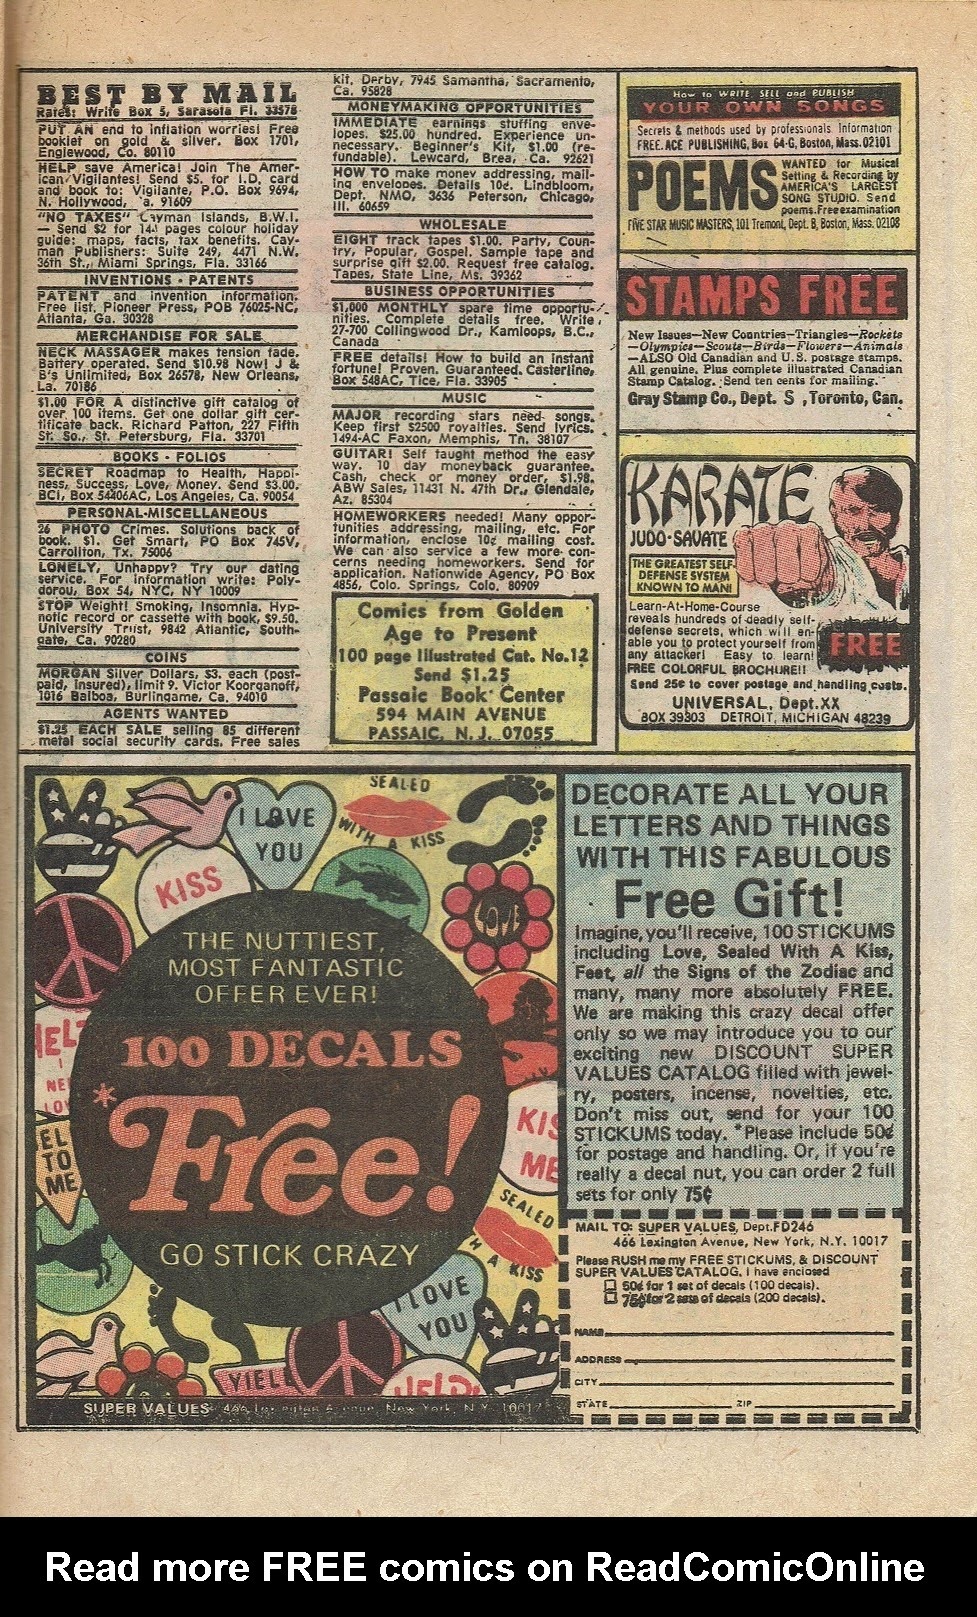 BEST BY MAIL
Rates: Write Box 5, Sarasota Fl. 33578
PUT AN end to inflation worries! Free
booklet on gold & silver. Box 1701,
Englewood, Co. 80110
HELP save America! Join The Amer-
ican Vigilantes! Send $5. for I.D. card
and book to: Vigilante, P.O. Box 9694,
N. Hollywood, a. 91609
"NO TAXES" Cayman Islands, B.W.I.
— Send $2 for 144 pages colour holiday
guide: maps, facts, tax benefits. Cay-
man Publishers: Suite 249, 4471 N.W.
36th St., Miami Springs, Fla. 33166
INVENTIONS - PATENTS
PATENT and invention information.
Free list. Pioneer Press, POB 76025-NC,
Atlanta, Ga. 30328
MERCHANDISE FOR SALE
NECK MASSAGER makes tension fade.
Battery operated. Send $10.98 Now! J &
B's Unlimited, Box 26578, New Orleans,
La. 70186
$1.00 FOR A distinctive gift catalog of
over 100 items. Get one dollar gift cer-
tificate back. Richard Patton, 227 Fifth
St. So., St. Petersburg, Fla. 33701
BOOKS - FOLIOS
SECRET Roadmap to Health, Happi-
ness, Success, Love, Money. Send $3.00.
BCI, Box 54406AC, Los Angeles, Ca. 90054
PERSONAL-MISCELLANEOUS
26 PHOTO Crimes. Solutions back of
book. $1. Get Smart, PO Box 745V,
Carrollton, Tx. 75006
LONELY, Unhappy? Try our dating
service. For information write: Poly-
dorou, Box 54, NYC, NY 10009
STOP Weight! Smoking, Insomnia. Hyp-
notic record or cassette with book, $9.50.
University Trust, 9842 Atlantic, South-
gate, Ca. 90280
COINS
MORGAN Silver Dollars, $3. each (post-
paid, insured), limit 9. Victor Koorganoff,
1016 Balboa, Burlingame, Ca. 94010
AGENTS WANTED
$1.25 EACH SALE selling 85 different
metal social security cards. Free sales
kit. Derby, 7945 Samantha, Sacramento,
Ca. 95828
MONEYMAKING OPPORTUNITIES
IMMEDIATE earnings stuffing enve-
lopes. $25.00 hundred. Experience un-
necessary. Beginner's Kit, $1.00 (re-
fundable). Lewcard, Brea, Ca. 92621
HOW TO make money addressing, mail-
ing envelopes. Details 10¢. Lindbloom,
Dept. NMO, 3636 Peterson, Chicago,
Ill. 60659
WHOLESALE
EIGHT track tapes $1.00. Party, Coun-
try, Popular, Gospel. Sample tape and
surprise gift $2.00. Request free catalog.
Tapes, State Line, Ms. 39362
BUSINESS OPPORTUNITIES
$1,000 MONTHLY spare time opportu-
nities. Complete details free. Write
27-700 Collingwood Dr., Kamloops, B.C.,
Canada
FREE details! How to build an instant
fortune! Proven. Guaranteed. Casterline,
Box 548AC, Tice, Fla. 33905
MUSIC
MAJOR recording stars need songs.
Keep first $2500 royalties. Send lyrics.
1494-AC Faxon, Memphis, Tn. 38107
GUITAR! Self taught method the easy
way. 10 day moneyback guarantee.
Cash, check or money order, $1.98.
ABW Sales, 11431 N. 47th Dr., Glendale,
Az. 85304
HOMEWORKERS needed! Many oppor-
tunities addressing, mailing, etc. For
information, enclose 10¢ mailing cost.
We can also service a few more con-
cerns needing homeworkers. Send for
application. Nationwide Agency, PO Box
4856, Colo. Springs, Colo. 80909
Comics from Golden
Age to Present
100 page Illustrated Cat. No.12
Send $1.25
Passaic Book Center
594 MAIN AVENUE
PASSAIC, N. J. 07055
How to WRITE, SELL and PUBLISH
YOUR OWN SONGS
Secrets & methods used by professionals Information
FREE. ACE PUBLISHING, Box 64-G, Boston, Mass. 02101
POEMS
WANTED for Musical
Setting & Recording by
AMERICA'S LARGEST
SONG STUDIO. Send
poems. Free examination
FIVE STAR MUSIC MASTERS, 101 Tremont, Dept. B, Boston, Mass. 02108
STAMPS FREE
New Issues—New Countries—Triangles—Rockets
—Olympics—Scouts—Birds—Flowers—Animals
—ALSO Old Canadian and U.S. postage stamps.
All genuine. Plus complete illustrated Canadian
Stamp Catalog. Send ten cents for mailing.
Gray Stamp Co., Dept. S , Toronto, Can.
KARATE
JUDO-SAVATE
THE GREATEST SELF-
DEFENSE SYSTEM
KNOWN TO MAN!
Learn-At-Home-Course
reveals hundreds of deadly self-
defense secrets, which will en-
able you to protect yourself from
any attacker! Easy to learn!
FREE COLORFUL BROCHURE!!
FREE
Send 25¢ to cover postage and handling costs.
UNIVERSAL, Dept.XX
BOX 39303 DETROIT, MICHIGAN 48239
SEALED
WITH A KISS
I LOVE
YOU
KISS
LOVE
THE NUTTIEST,
MOST FANTASTIC
OFFER EVER!
100 DECALS
*Free!
GO STICK CRAZY
HELP
I
NEE
LOV
EL
TO
ME
KIS
ME
SEALED
H A KISS
I LOVE
YOU
YIELD
HELP!
SUPER VALUES 466 Lexington Avenue, New York, N.Y. 10017
DECORATE ALL YOUR
LETTERS AND THINGS
WITH THIS FABULOUS
Free Gift!
Imagine, you'll receive, 100 STICKUMS
including Love, Sealed With A Kiss,
Feet, all the Signs of the Zodiac and
many, many more absolutely FREE.
We are making this crazy decal offer
only so we may introduce you to our
exciting new DISCOUNT SUPER
VALUES CATALOG filled with jewel-
ry, posters, incense, novelties, etc.
Don't miss out, send for your 100
STICKUMS today. *Please include 50¢
for postage and handling. Or, if you're
really a decal nut, you can order 2 full
sets for only 75¢
MAIL TO: SUPER VALUES, Dept.FD246
466 Lexington Avenue, New York, N.Y. 10017
Please RUSH me my FREE STICKUMS, & DISCOUNT
SUPER VALUES CATALOG. I have enclosed
50¢ for 1 set of decals (100 decals).
75¢ for 2 sets of decals (200 decals).
NAME
ADDRESS
CITY
STATE ZIP
Read more FREE comics on ReadComicOnline